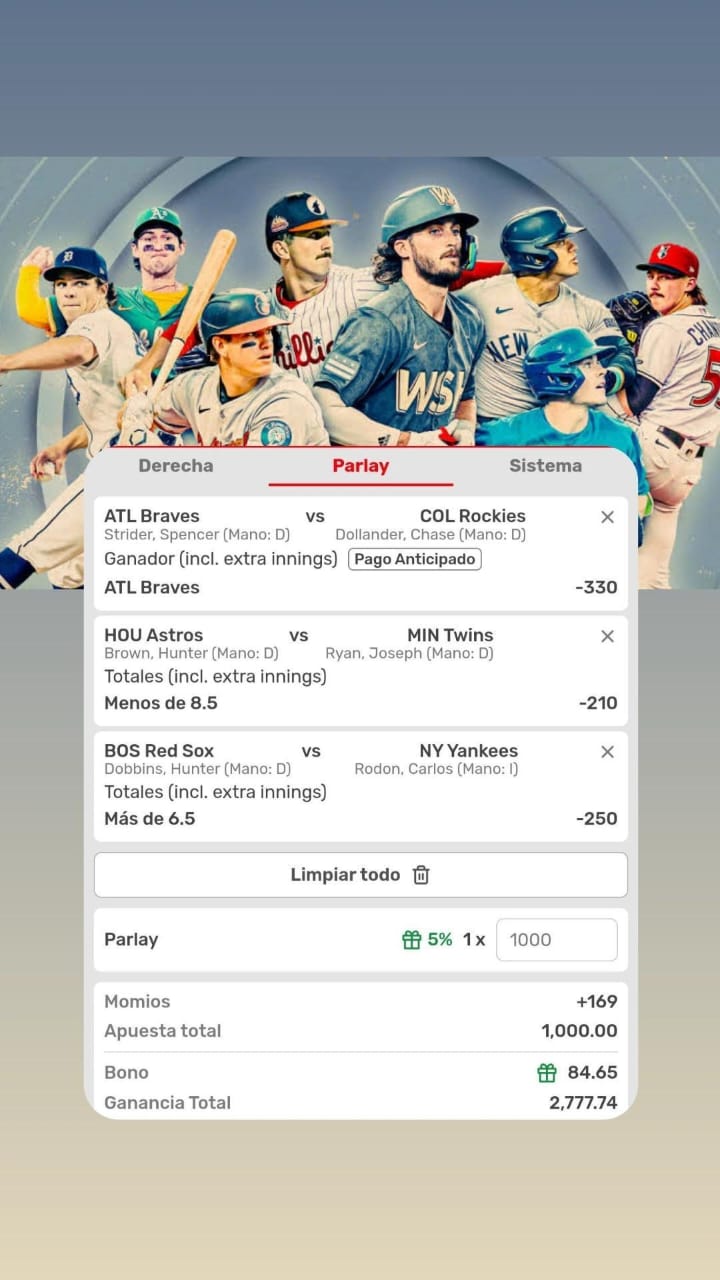 A's
hillie
WSH
NEW
CHAN
5
Derecha Parlay Sistema
ATL Braves vs COL Rockies
Strider, Spencer (Mano: D) Dollander, Chase (Mano: D)
Ganador (incl. extra innings) Pago Anticipado
ATL Braves -330
HOU Astros vs MIN Twins
Brown, Hunter (Mano: D) Ryan, Joseph (Mano: D)
Totales (incl. extra innings)
Menos de 8.5 -210
BOS Red Sox vs NY Yankees
Dobbins, Hunter (Mano: D) Rodon, Carlos (Mano: I)
Totales (incl. extra innings)
Más de 6.5 -250
Limpiar todo
Parlay 5% 1 x 1000
Momios +169
Apuesta total 1,000.00
Bono 84.65
Ganancia Total 2,777.74